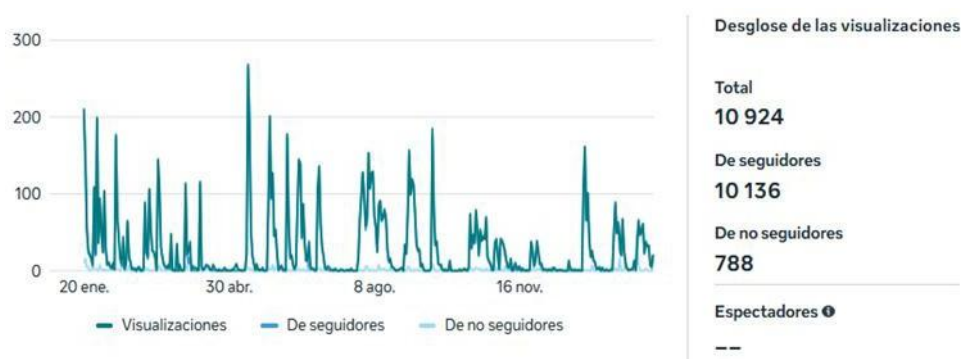 300
200
100
0
20 ene.
30 abr.
8 ago.
16 nov.
Visualizaciones
De seguidores
De no seguidores
Desglose de las visualizaciones
Total
10 924
De seguidores
10 136
De no seguidores
788
Espectadores
--